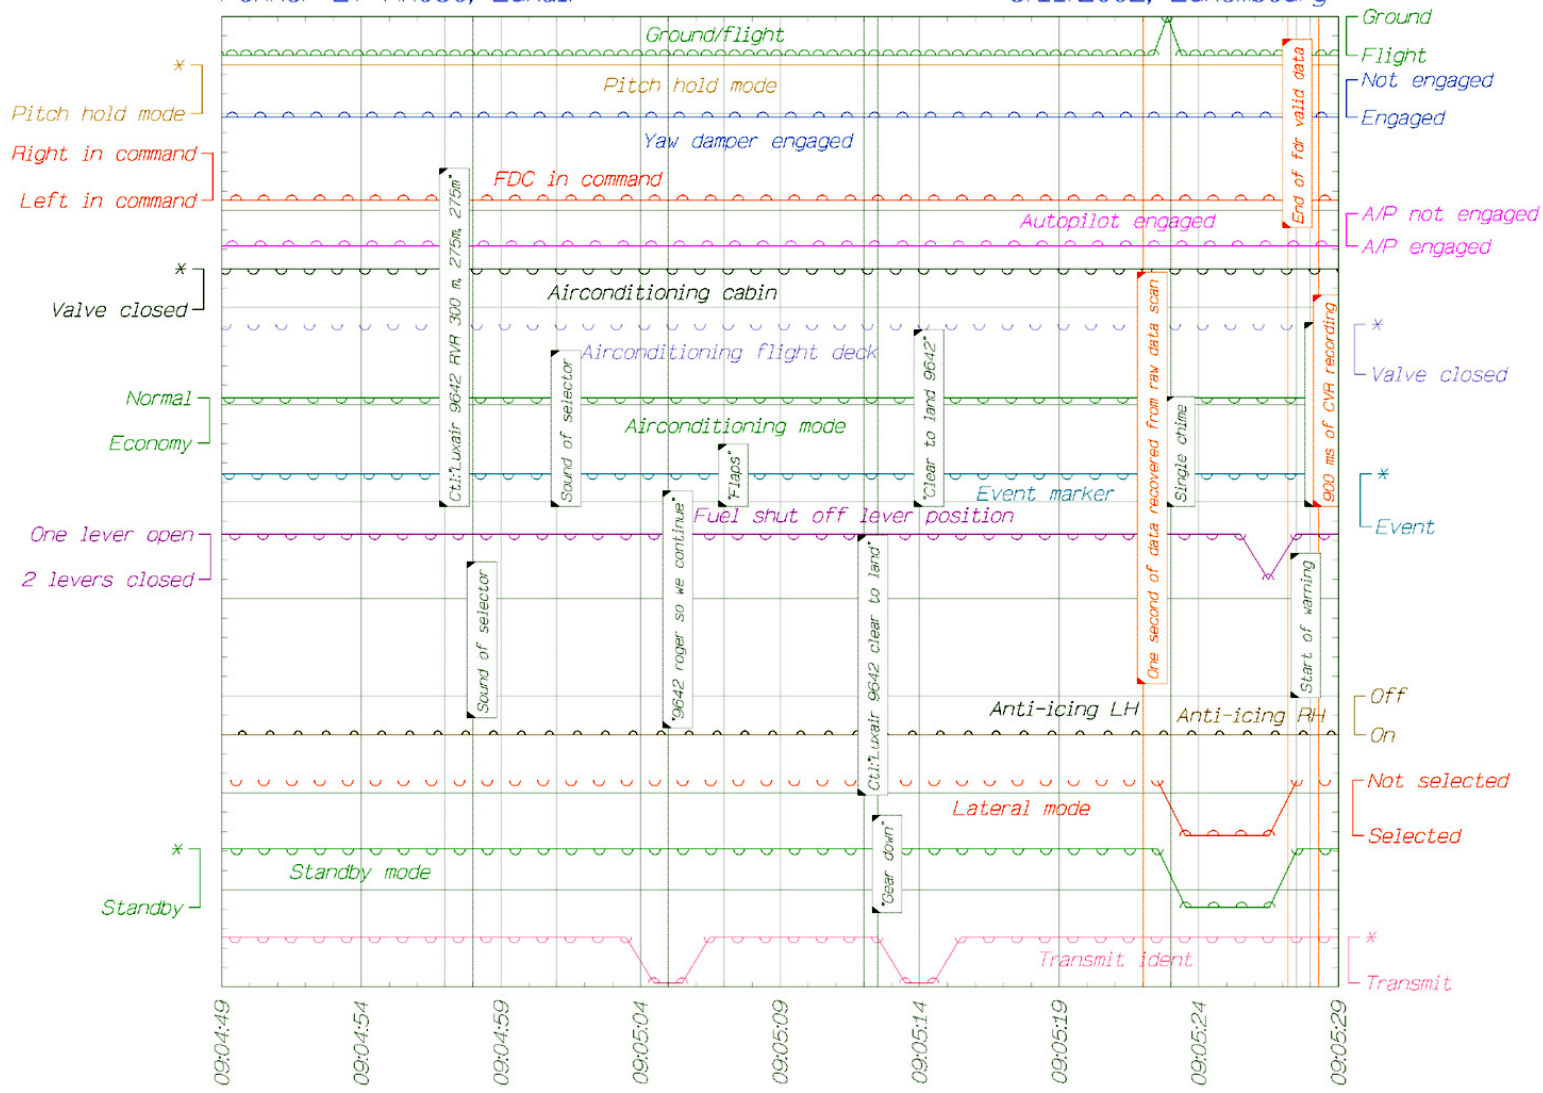 Ground/flight
Ground
Flight
*
Pitch hold mode
Pitch hold mode
Not engaged
Engaged
Yaw damper engaged
Right in command
Left in command
FDC in command
Autopilot engaged
A/P not engaged
A/P engaged
*
Valve closed
Airconditioning cabin
Airconditioning flight deck
*
Valve closed
Normal
Economy
Airconditioning mode
Event marker
*
Event
One lever open
2 levers closed
Fuel shut off lever position
Anti-icing LH
Anti-icing RH
Off
On
Lateral mode
Not selected
Selected
*
Standby
Standby mode
Transmit ident
*
Transmit
Ctl:"Luxair 9642 RVR 300 m, 275m, 275m"
Sound of selector
Sound of selector
"9642 roger so we continue"
"Flaps"
Ctl:"Luxair 9642 clear to land"
"Gear down"
"Clear to land 9642"
One second of data recovered from raw data scan
Single chime
End of fdr valid data
Start of warning
900 ms of CVR recording
09:04:49
09:04:54
09:04:59
09:05:04
09:05:09
09:05:14
09:05:19
09:05:24
09:05:29